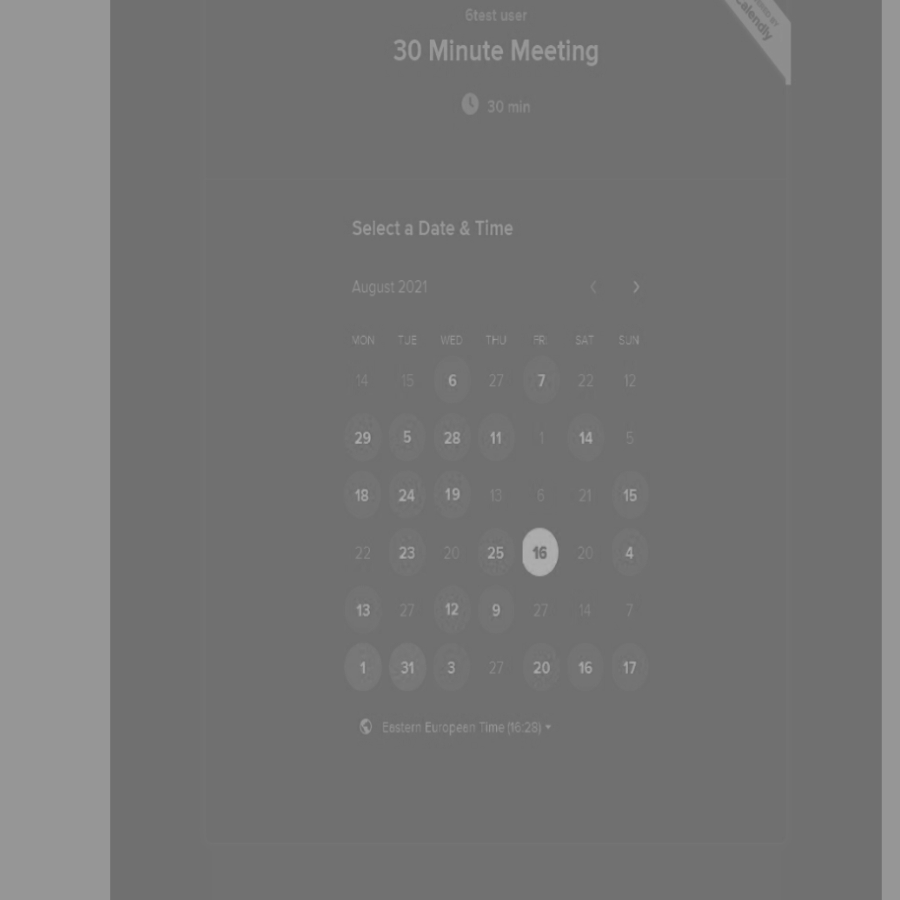 6test user
30 Minute Meeting
30 min
calendly
Select a Date & Time
August 2021
MON TUE WED THU FRI SAT SUN
14 15 6 27 7 22 12
29 5 28 11 1 14 5
18 24 19 13 6 21 15
22 23 20 25 16 20 4
13 27 12 9 27 14 7
1 31 3 27 20 16 17
Eastern European Time (16:28)